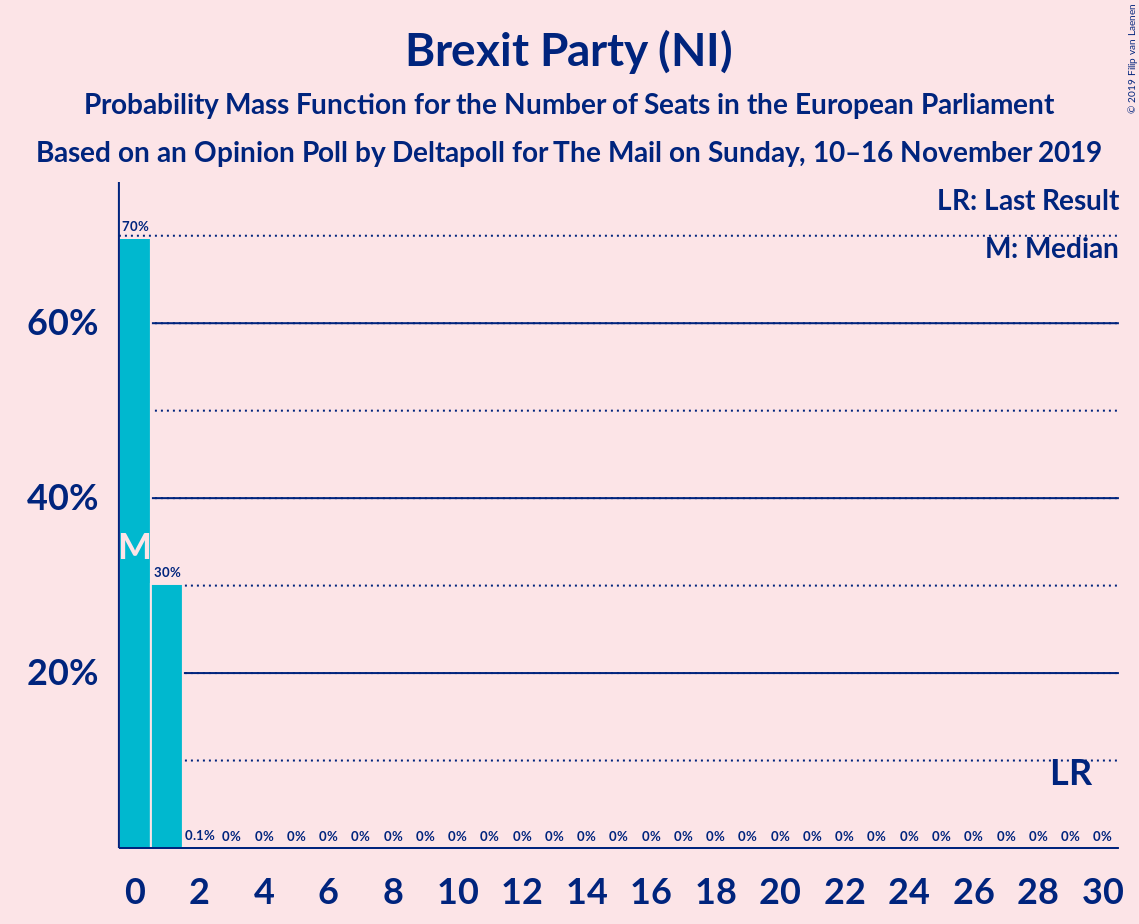 Brexit Party (NI)
Probability Mass Function for the Number of Seats in the European Parliament
Based on an Opinion Poll by Deltapoll for The Mail on Sunday, 10–16 November 2019
© 2019 Filip van Laenen
LR: Last Result
M: Median
70%
60%
40%
M
30%
20%
LR
0.1% 0% 0% 0% 0% 0% 0% 0% 0% 0% 0% 0% 0% 0% 0% 0% 0% 0% 0% 0% 0% 0% 0% 0% 0% 0% 0% 0% 0%
0 2 4 6 8 10 12 14 16 18 20 22 24 26 28 30